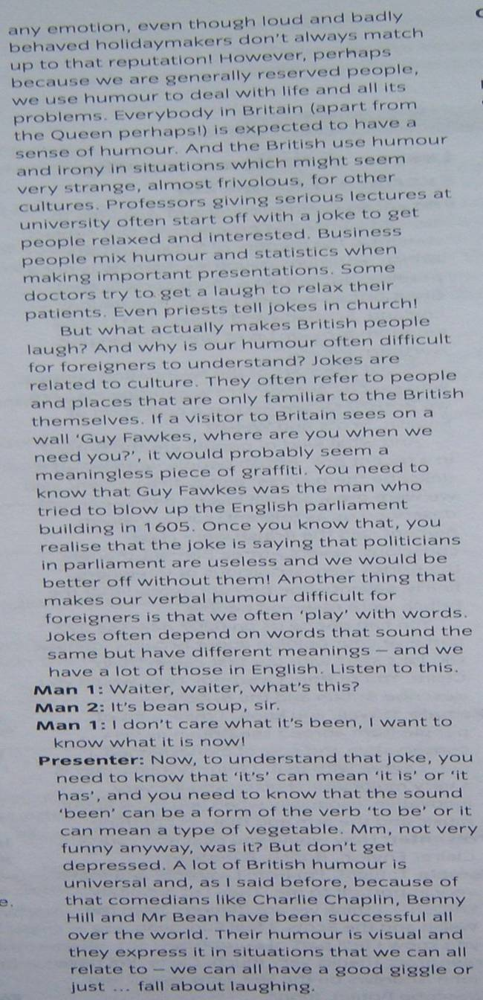 any emotion, even though loud and badly
behaved holidaymakers don't always match
up to that reputation! However, perhaps
because we are generally reserved people,
we use humour to deal with life and all its
problems. Everybody in Britain (apart from
the Queen perhaps!) is expected to have a
sense of humour. And the British use humour
and irony in situations which might seem
very strange, almost frivolous, for other
cultures. Professors giving serious lectures at
university often start off with a joke to get
people relaxed and interested. Business
people mix humour and statistics when
making important presentations. Some
doctors try to get a laugh to relax their
patients. Even priests tell jokes in church!
But what actually makes British people
laugh? And why is our humour often difficult
for foreigners to understand? Jokes are
related to culture. They often refer to people
and places that are only familiar to the British
themselves. If a visitor to Britain sees on a
wall 'Guy Fawkes, where are you when we
need you?', it would probably seem a
meaningless piece of graffiti. You need to
know that Guy Fawkes was the man who
tried to blow up the English parliament
building in 1605. Once you know that, you
realise that the joke is saying that politicians
in parliament are useless and we would be
better off without them! Another thing that
makes our verbal humour difficult for
foreigners is that we often 'play' with words.
Jokes often depend on words that sound the
same but have different meanings – and we
have a lot of those in English. Listen to this.
Man 1: Waiter, waiter, what's this?
Man 2: It's bean soup, sir.
Man 1: I don't care what it's been, I want to
know what it is now!
Presenter: Now, to understand that joke, you
need to know that 'it's' can mean 'it is' or 'it
has', and you need to know that the sound
'been' can be a form of the verb 'to be' or it
can mean a type of vegetable. Mm, not very
funny anyway, was it? But don't get
depressed. A lot of British humour is
universal and, as I said before, because of
that comedians like Charlie Chaplin, Benny
Hill and Mr Bean have been successful all
over the world. Their humour is visual and
they express it in situations that we can all
relate to – we can all have a good giggle or
just ... fall about laughing.